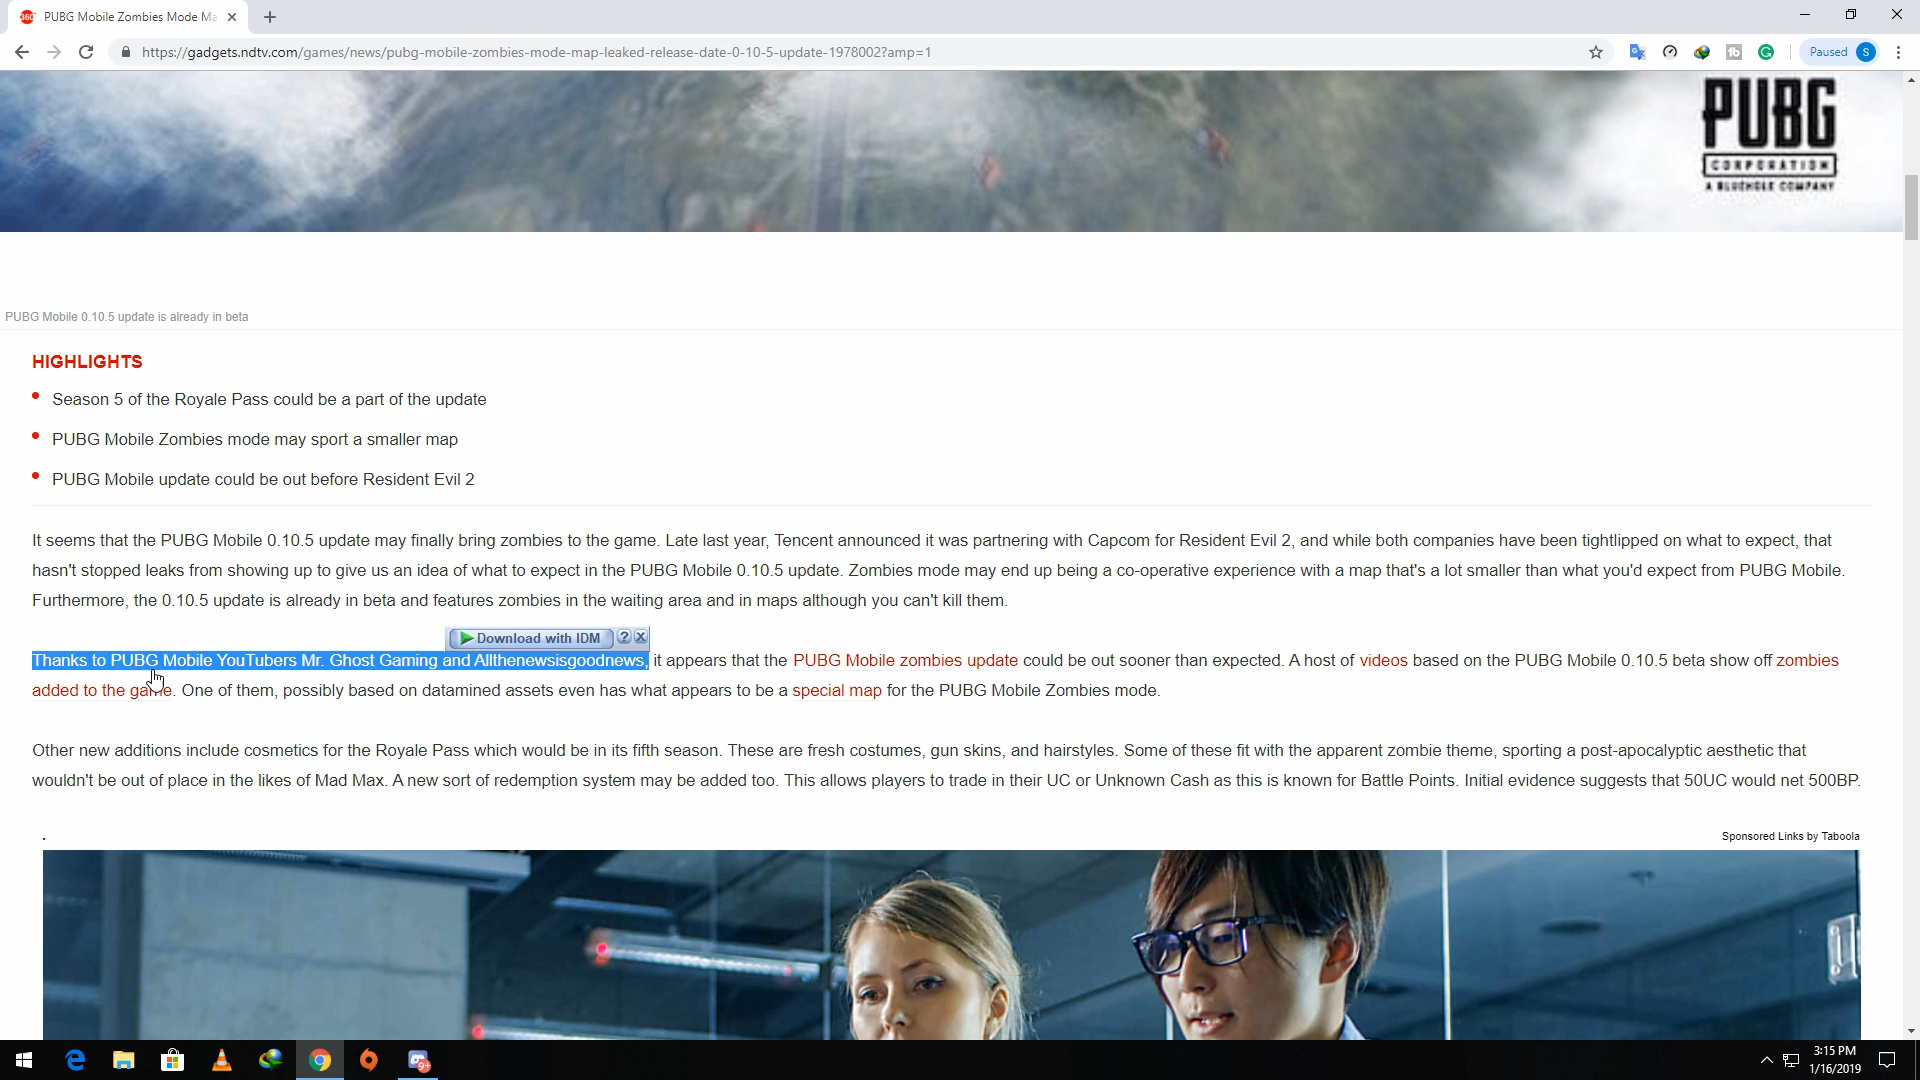 PUBG Mobile Zombies Mode Ma
https://gadgets.ndtv.com/games/news/pubg-mobile-zombies-mode-map-leaked-release-date-0-10-5-update-1978002?amp=1
Paused S
PUBG
CORPORATION
A BLUEHOLE COMPANY
PUBG Mobile 0.10.5 update is already in beta
HIGHLIGHTS
Season 5 of the Royale Pass could be a part of the update
PUBG Mobile Zombies mode may sport a smaller map
PUBG Mobile update could be out before Resident Evil 2
It seems that the PUBG Mobile 0.10.5 update may finally bring zombies to the game. Late last year, Tencent announced it was partnering with Capcom for Resident Evil 2, and while both companies have been tightlipped on what to expect, that
hasn't stopped leaks from showing up to give us an idea of what to expect in the PUBG Mobile 0.10.5 update. Zombies mode may end up being a co-operative experience with a map that's a lot smaller than what you'd expect from PUBG Mobile.
Furthermore, the 0.10.5 update is already in beta and features zombies in the waiting area and in maps although you can't kill them.
Download with IDM ? X
Thanks to PUBG Mobile YouTubers Mr. Ghost Gaming and Allthenewsisgoodnews, it appears that the PUBG Mobile zombies update could be out sooner than expected. A host of videos based on the PUBG Mobile 0.10.5 beta show off zombies
added to the game. One of them, possibly based on datamined assets even has what appears to be a special map for the PUBG Mobile Zombies mode.
Other new additions include cosmetics for the Royale Pass which would be in its fifth season. These are fresh costumes, gun skins, and hairstyles. Some of these fit with the apparent zombie theme, sporting a post-apocalyptic aesthetic that
wouldn't be out of place in the likes of Mad Max. A new sort of redemption system may be added too. This allows players to trade in their UC or Unknown Cash as this is known for Battle Points. Initial evidence suggests that 50UC would net 500BP.
.
Sponsored Links by Taboola
9+
3:15 PM
1/16/2019